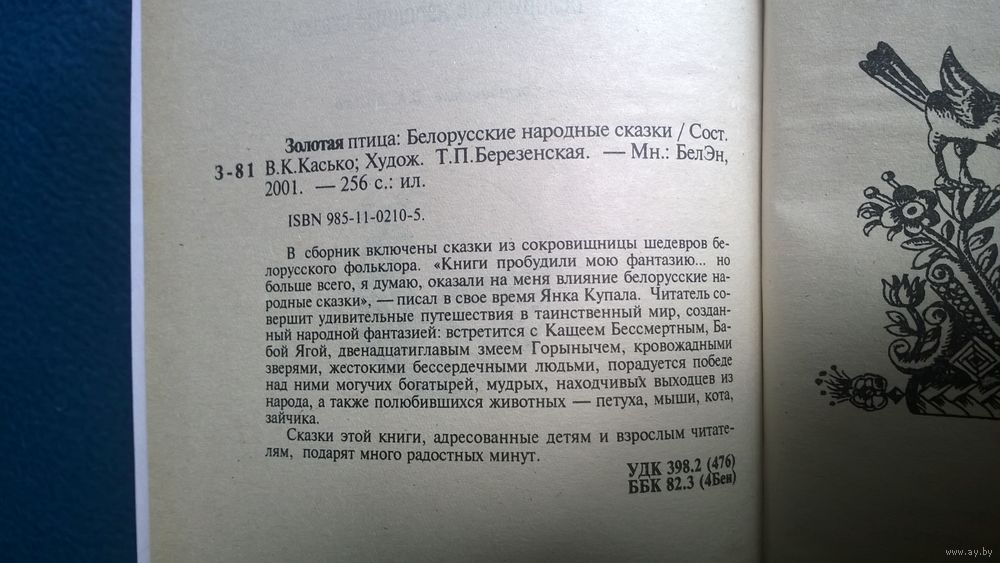 Золотая птица: Белорусские народные сказки / Сост.
З-81 В.К.Касько; Худож. Т.П.Березенская. — Мн.: БелЭн,
2001. — 256 с.: ил.
ISBN 985-11-0210-5.
В сборник включены сказки из сокровищницы шедевров бе-
лорусского фольклора. «Книги пробудили мою фантазию... но
больше всего, я думаю, оказали на меня влияние белорусские на-
родные сказки», — писал в свое время Янка Купала. Читатель со-
вершит удивительные путешествия в таинственный мир, создан-
ный народной фантазией: встретится с Кащеем Бессмертным, Ба-
бой Ягой, двенадцатиглавым змеем Горынычем, кровожадными
зверями, жестокими бессердечными людьми, порадуется победе
над ними могучих богатырей, мудрых, находчивых выходцев из
народа, а также полюбившихся животных — петуха, мыши, кота,
зайчика.
Сказки этой книги, адресованные детям и взрослым читате-
лям, подарят много радостных минут.
УДК 398.2 (476)
ББК 82.3 (4Беи)
www.ay.by